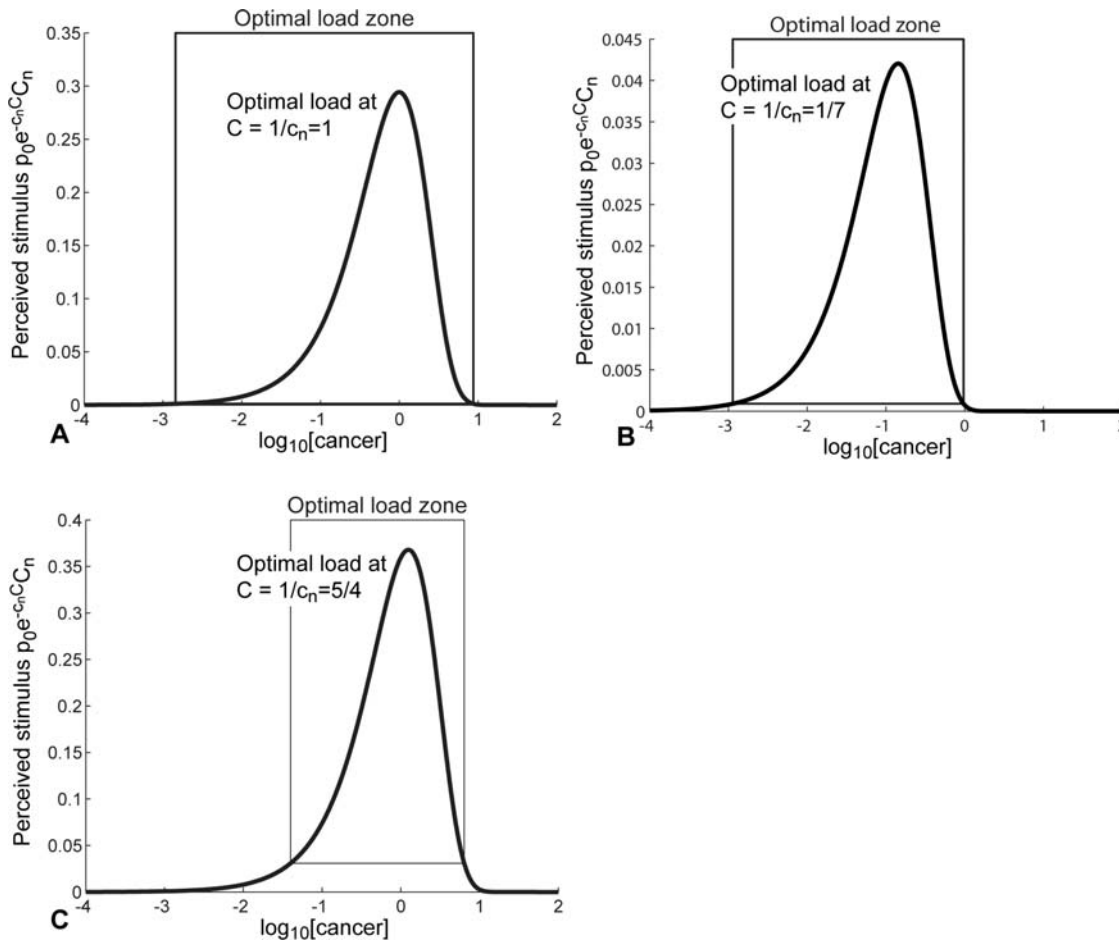 Optimal load zone
0.35
0.3
0.25
0.2
0.15
0.1
0.05
0
Perceived stimulus p₀e⁻ᶜₙᶜCₙ
Optimal load at
C = 1/cₙ=1
-4 -3 -2 -1 0 1 2
A
log₁₀[cancer]
Optimal load zone
0.045
0.04
0.035
0.03
0.025
0.02
0.015
0.01
0.005
0
Perceived stimulus p₀e⁻ᶜₙᶜCₙ
Optimal load at
C = 1/cₙ=1/7
-4 -3 -2 -1 0 1 2
B
log₁₀[cancer]
Optimal load zone
0.4
0.35
0.3
0.25
0.2
0.15
0.1
0.05
0
Perceived stimulus p₀e⁻ᶜₙᶜCₙ
Optimal load at
C = 1/cₙ=5/4
-4 -3 -2 -1 0 1 2
C
log₁₀[cancer]